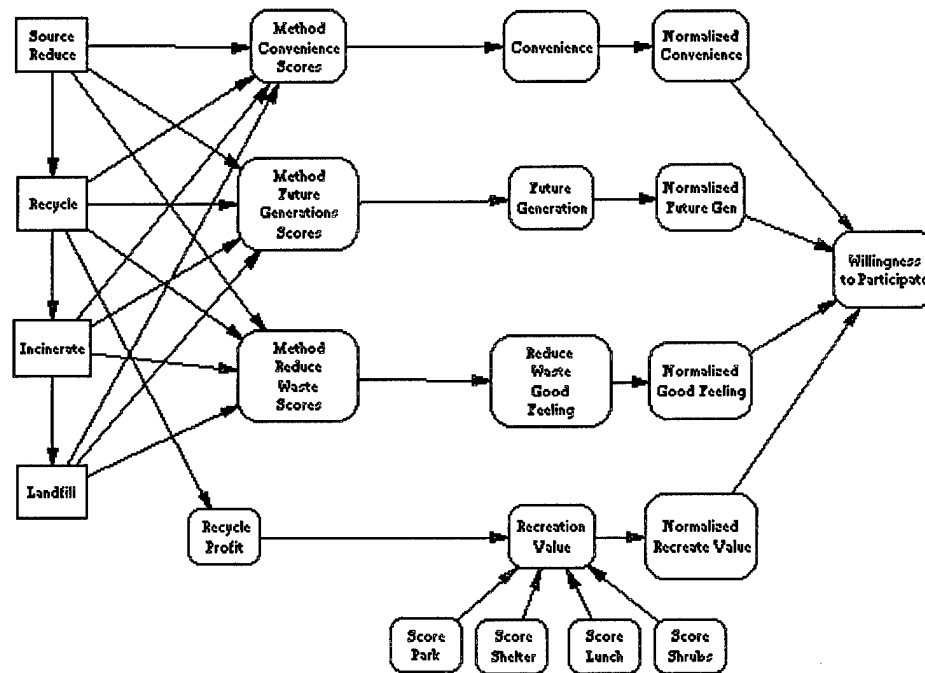 Source
Reduce
Method
Convenience
Scores
Convenience
Normalized
Convenience
Recycle
Method
Future
Generations
Scores
Future
Generation
Normalized
Future Gen
Willingness
to Participate
Incinerate
Method
Reduce
Waste
Scores
Reduce
Waste
Good
Feeling
Normalized
Good Feeling
Landfill
Recycle
Profit
Recreation
Value
Normalized
Recreate Value
Score
Park
Score
Shelter
Score
Lunch
Score
Shrubs